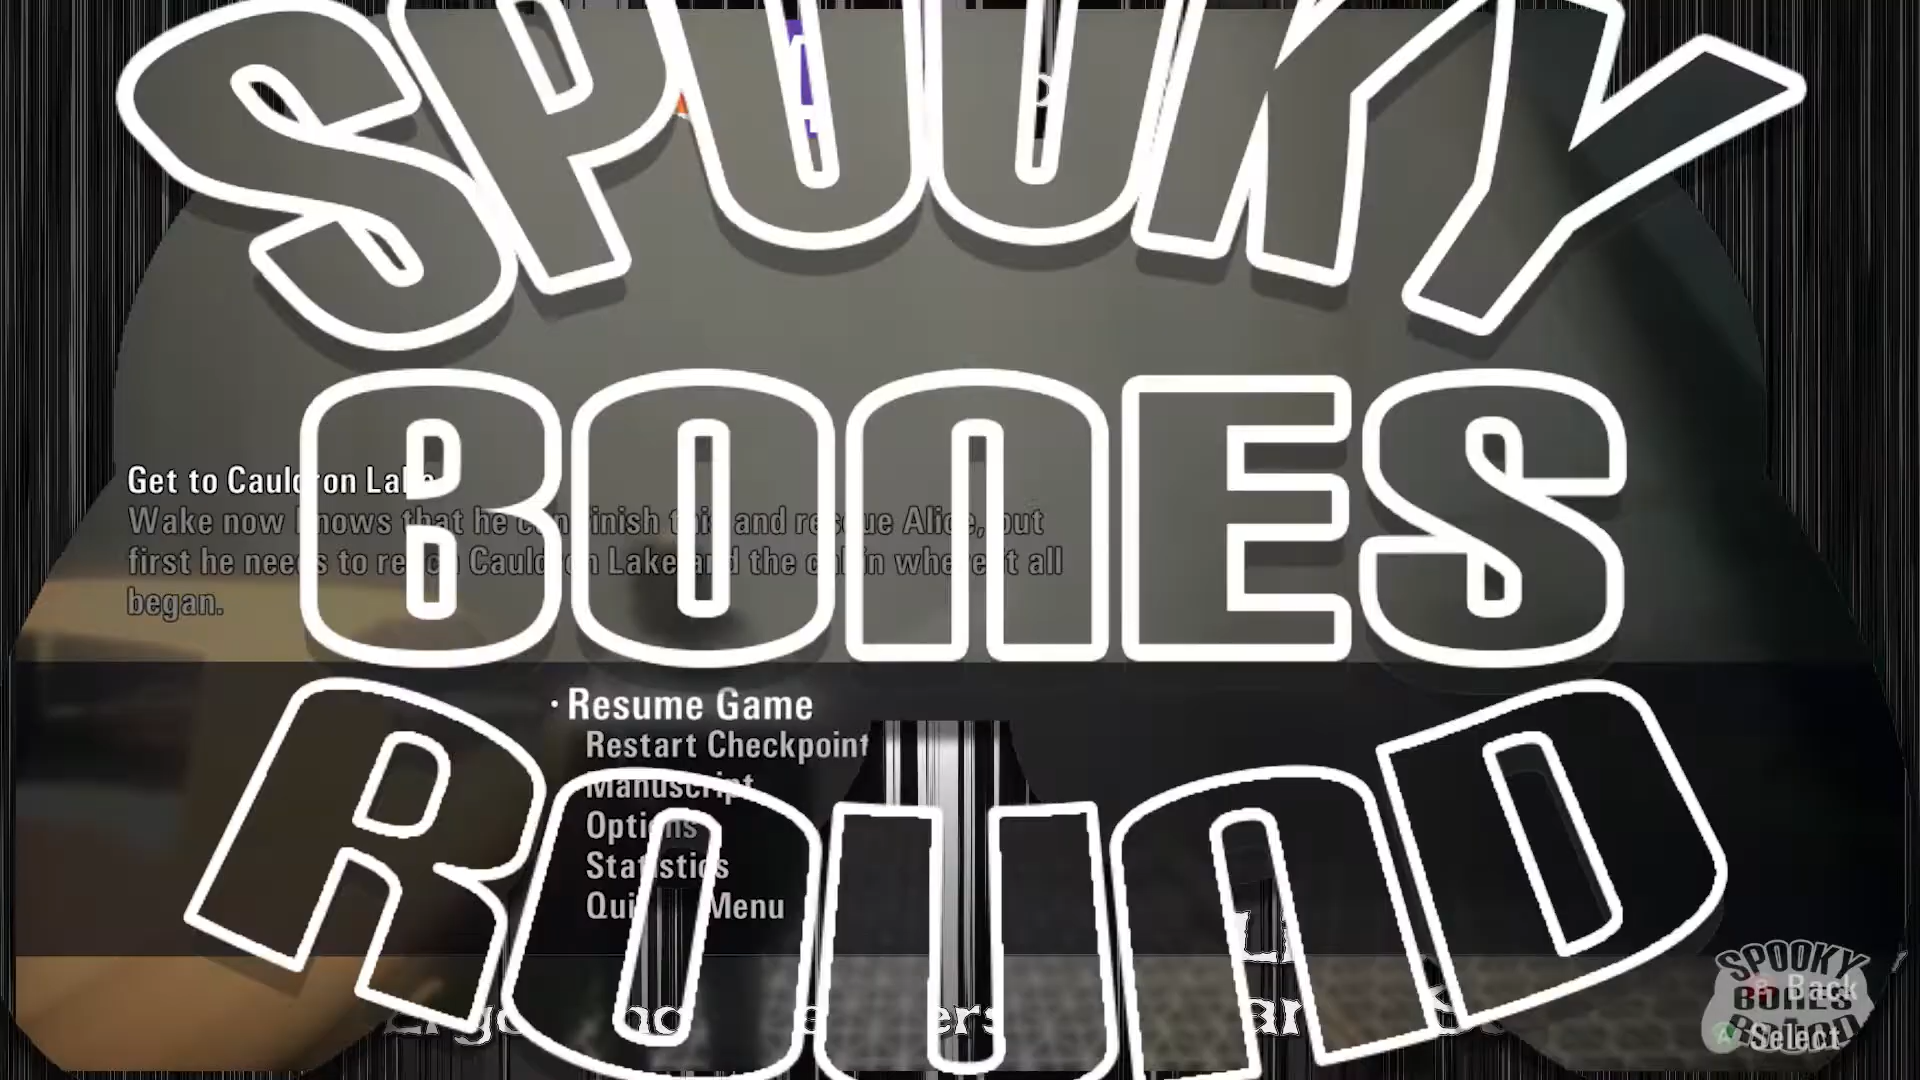 SPOOKY
BONES
ROUND
Get to Cauldron Lake
Wake now knows that he can finish this and rescue Alice, but
first he needs to reach Cauldron Lake and the cabin where it all
began.
· Resume Game
Restart Checkpoint
Manuscript
Options
Statistics
Quit Menu
SPOOKY
BONES
ROUND
Back
Select